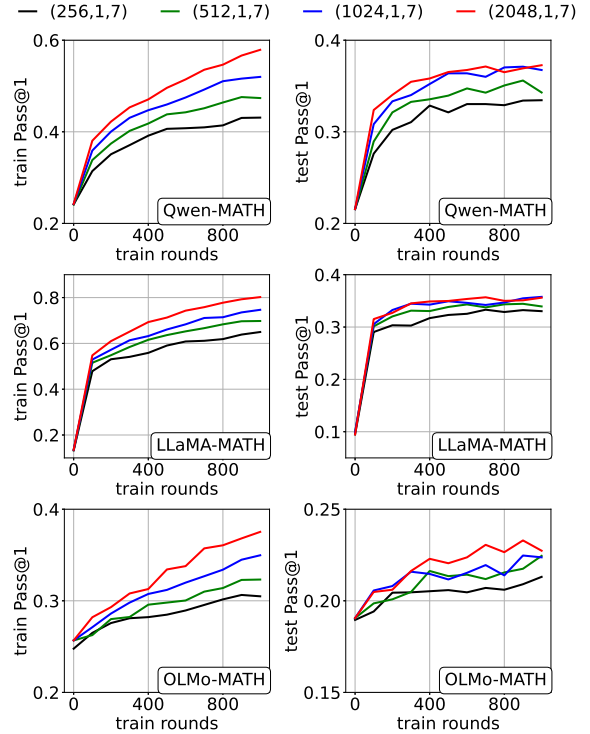 (256,1,7) (512,1,7) (1024,1,7) (2048,1,7)
0.6
0.4
0.2
train Pass@1
Qwen-MATH
0 400 800
train rounds
0.4
0.3
0.2
test Pass@1
Qwen-MATH
0 400 800
train rounds
0.8
0.6
0.4
0.2
train Pass@1
LLaMA-MATH
0 400 800
train rounds
0.4
0.3
0.2
0.1
test Pass@1
LLaMA-MATH
0 400 800
train rounds
0.4
0.3
0.2
train Pass@1
OLMo-MATH
0 400 800
train rounds
0.25
0.20
0.15
test Pass@1
OLMo-MATH
0 400 800
train rounds